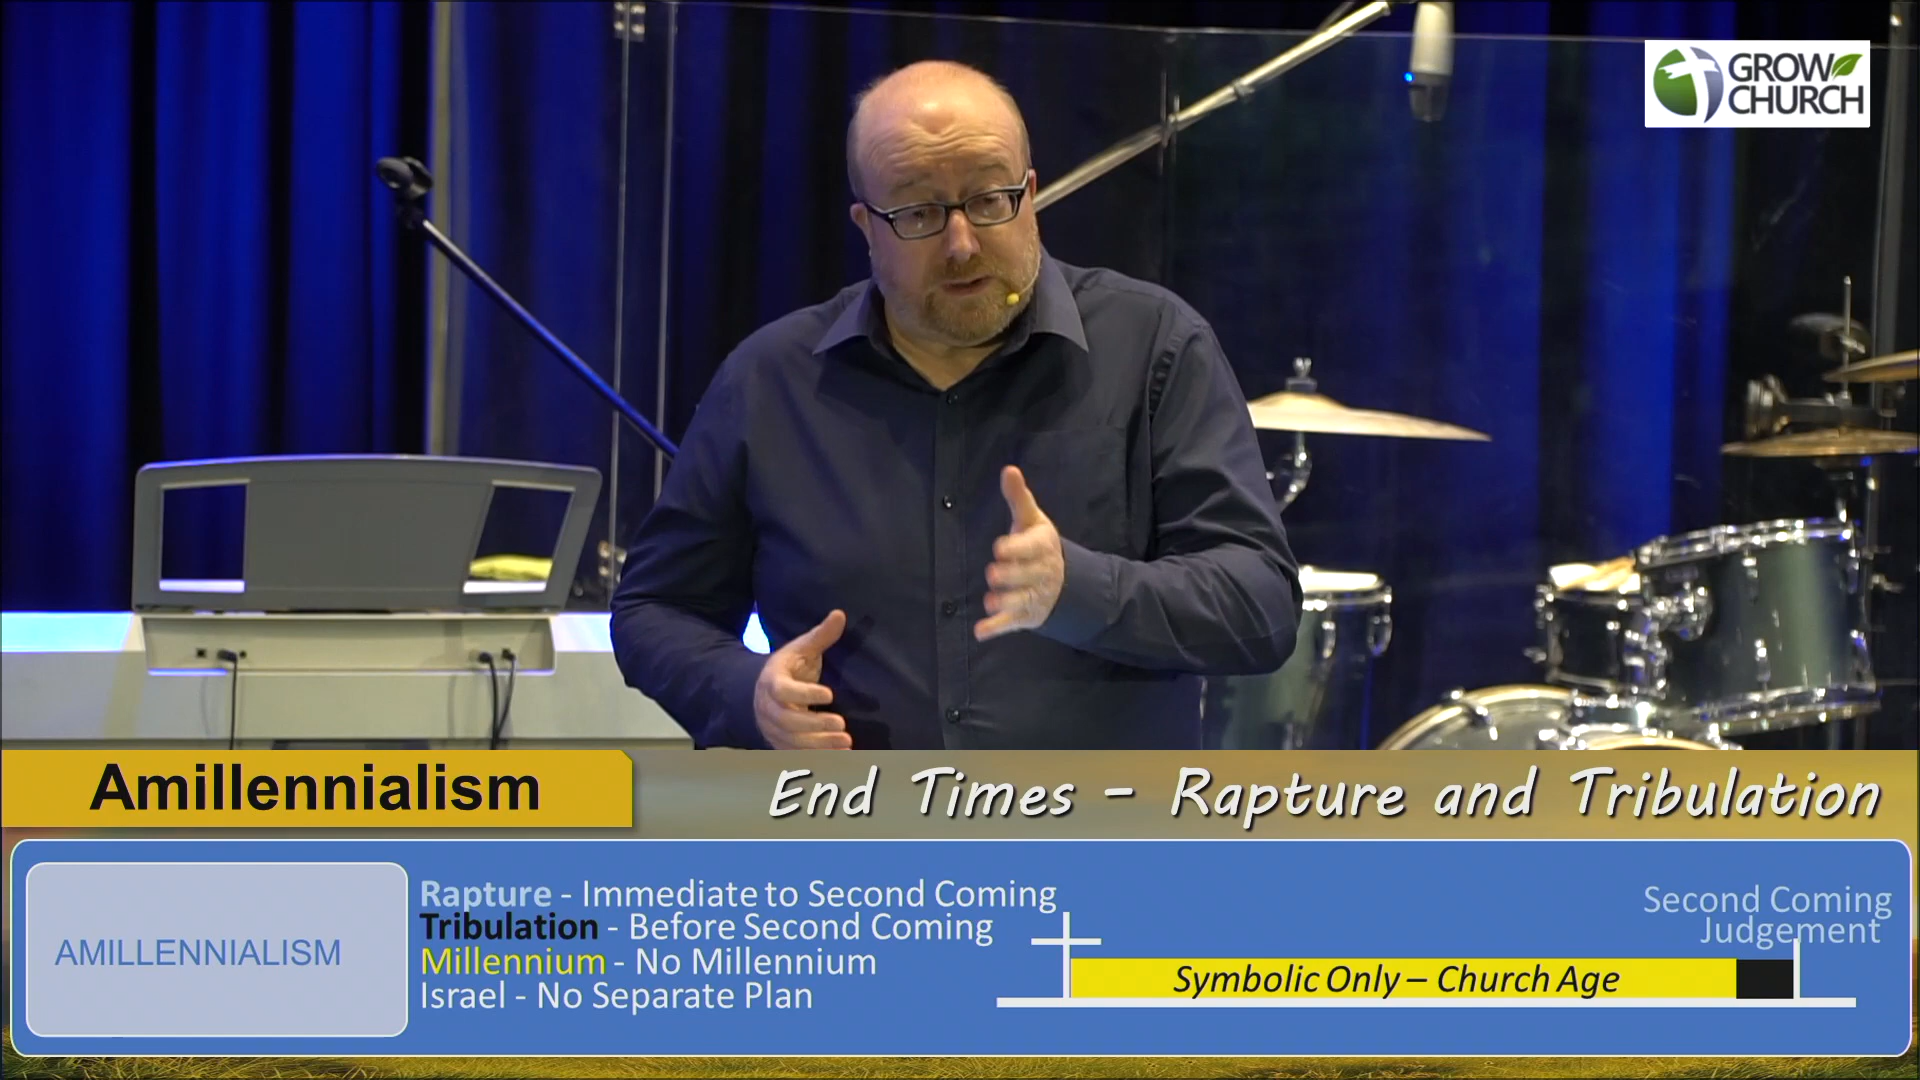 GROW
CHURCH
Amillennialism
End Times - Rapture and Tribulation
AMILLENNIALISM
Rapture - Immediate to Second Coming
Tribulation - Before Second Coming
Millennium - No Millennium
Israel - No Separate Plan
Second Coming
Judgement
Symbolic Only – Church Age